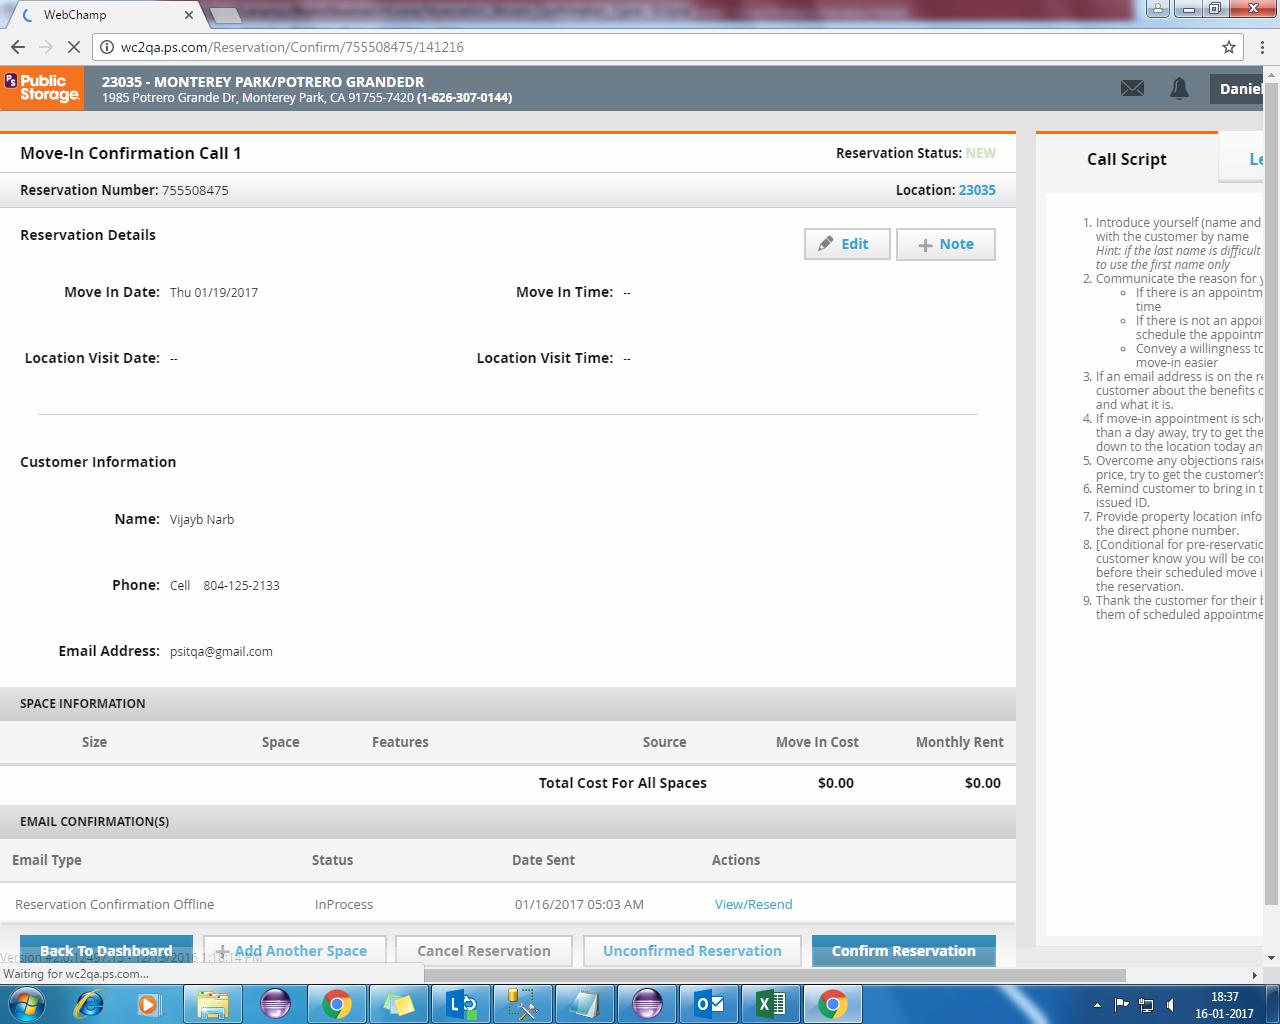 WebChamp
wc2qa.ps.com/Reservation/Confirm/755508475/141216
Ps Public Storage.
23035 - MONTEREY PARK/POTRERO GRANDEDR
1985 Potrero Grande Dr, Monterey Park, CA 91755-7420 (1-626-307-0144)
Daniel
Move-In Confirmation Call 1
Reservation Status: NEW
Reservation Number: 755508475
Location: 23035
Reservation Details
Edit
+ Note
Move In Date: Thu 01/19/2017
Move In Time: --
Location Visit Date: --
Location Visit Time: --
Customer Information
Name: Vijayb Narb
Phone: Cell 804-125-2133
Email Address: psitqa@gmail.com
SPACE INFORMATION
Size Space Features Source Move In Cost Monthly Rent
Total Cost For All Spaces $0.00 $0.00
EMAIL CONFIRMATION(S)
Email Type Status Date Sent Actions
Reservation Confirmation Offline InProcess 01/16/2017 05:03 AM View/Resend
Back To Dashboard
+ Add Another Space
Cancel Reservation
Unconfirmed Reservation
Confirm Reservation
Waiting for wc2qa.ps.com...
Call Script
Le
1. Introduce yourself (name and
with the customer by name
Hint: if the last name is difficult
to use the first name only
2. Communicate the reason for y
If there is an appointm
time
If there is not an appoi
schedule the appointm
Convey a willingness to
move-in easier
3. If an email address is on the re
customer about the benefits o
and what it is.
4. If move-in appointment is sche
than a day away, try to get the
down to the location today an
5. Overcome any objections raise
price, try to get the customer's
6. Remind customer to bring in t
issued ID.
7. Provide property location info
the direct phone number.
8. [Conditional for pre-reservatio
customer know you will be co
before their scheduled move i
the reservation.
9. Thank the customer for their b
them of scheduled appointme
18:37
16-01-2017